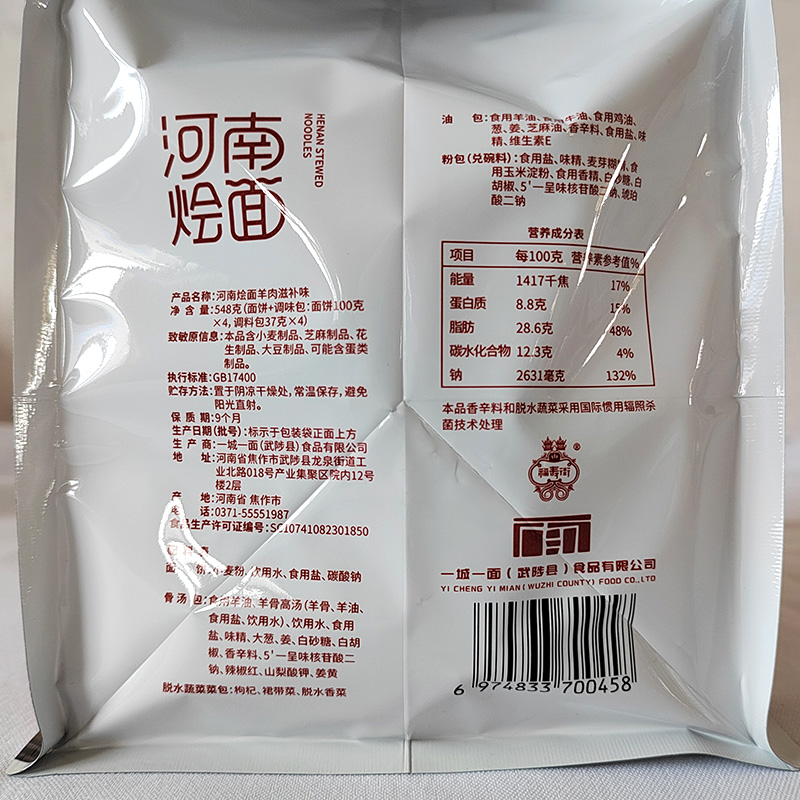 河南
烩面
HENAN STEWED
NOODLES
产品名称:河南烩面羊肉滋补味
净 含 量:548克(面饼+调味包:面饼100克
×4,调料包37克×4)
致敏原信息:本品含小麦制品、芝麻制品、花
生制品、大豆制品,可能含蛋类
制品。
执行标准:GB17400
贮存方法:置于阴凉干燥处,常温保存,避免
阳光直射。
保 质 期:9个月
生产日期(批号):标示于包装袋正面上方
生 产 商:一城一面(武陟县)食品有限公司
地 址:河南省焦作市武陟县龙泉街道工
业北路018号产业集聚区院内12号
楼2层
产 地:河南省 焦作市
电 话:0371-55551987
食品生产许可证编号:SC10741082301850
面 饼:小麦粉、饮用水、食用盐、碳酸钠
骨汤 包:食用羊油、羊骨高汤(羊骨、羊油、
食用盐、饮用水)、饮用水、食用
盐、味精、大葱、姜、白砂糖、白胡
椒、香辛料、5'一呈味核苷酸二
钠、辣椒红、山梨酸钾、姜黄
脱水蔬菜菜包:枸杞、裙带菜、脱水香菜
油 包:食用羊油、食用牛油、食用鸡油、
葱、姜、芝麻油、香辛料、食用盐、味
精、维生素E
粉包(兑碗料):食用盐、味精、麦芽糊精、食
用玉米淀粉、食用香精、白砂糖、白
胡椒、5'一呈味核苷酸二钠、琥珀
酸二钠
营养成分表
项目 每100克 营养素参考值%
能量 1417千焦 17%
蛋白质 8.8克 15%
脂肪 28.6克 48%
碳水化合物 12.3克 4%
钠 2631毫克 132%
本品香辛料和脱水蔬菜采用国际惯用辐照杀
菌技术处理
福寿街
®
一城一面(武陟县)食品有限公司
YI CHENG YI MIAN (WUZHI COUNTY) FOOD CO.,LTD
6 974833 700458